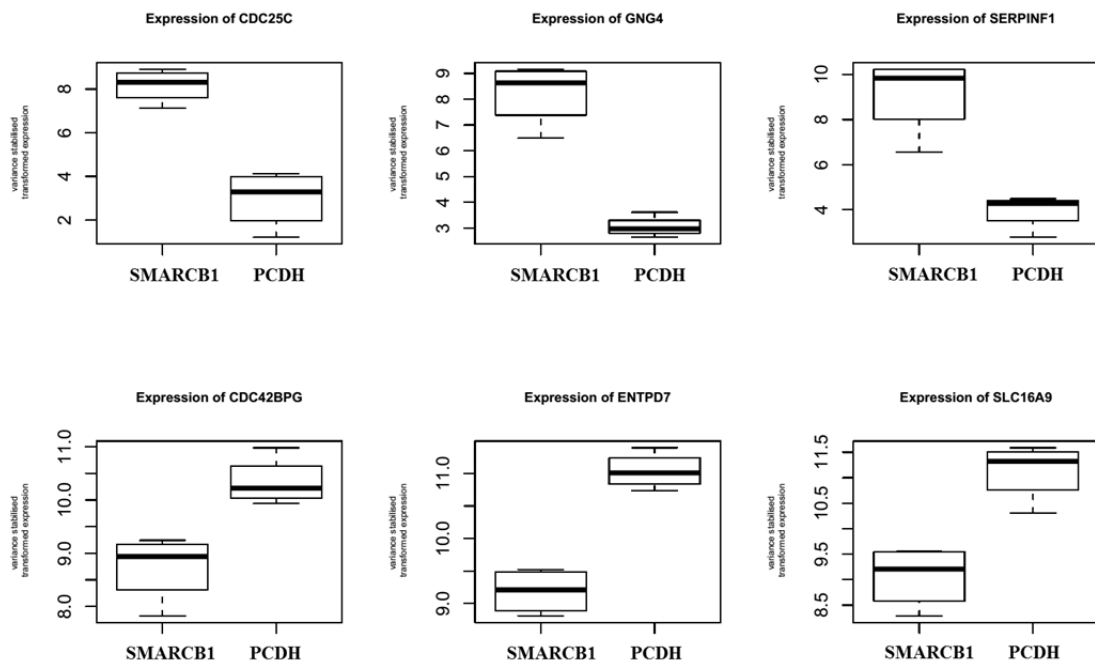 Expression of CDC25C
variance stabilised
transformed expression
8
6
4
2
SMARCB1 PCDH
Expression of GNG4
variance stabilised
transformed expression
9
8
7
6
5
4
3
SMARCB1 PCDH
Expression of SERPINF1
variance stabilised
transformed expression
10
8
6
4
SMARCB1 PCDH
Expression of CDC42BPG
variance stabilised
transformed expression
11.0
10.0
9.0
8.0
SMARCB1 PCDH
Expression of ENTPD7
variance stabilised
transformed expression
11.0
10.0
9.0
SMARCB1 PCDH
Expression of SLC16A9
variance stabilised
transformed expression
11.5
10.5
9.5
8.5
SMARCB1 PCDH